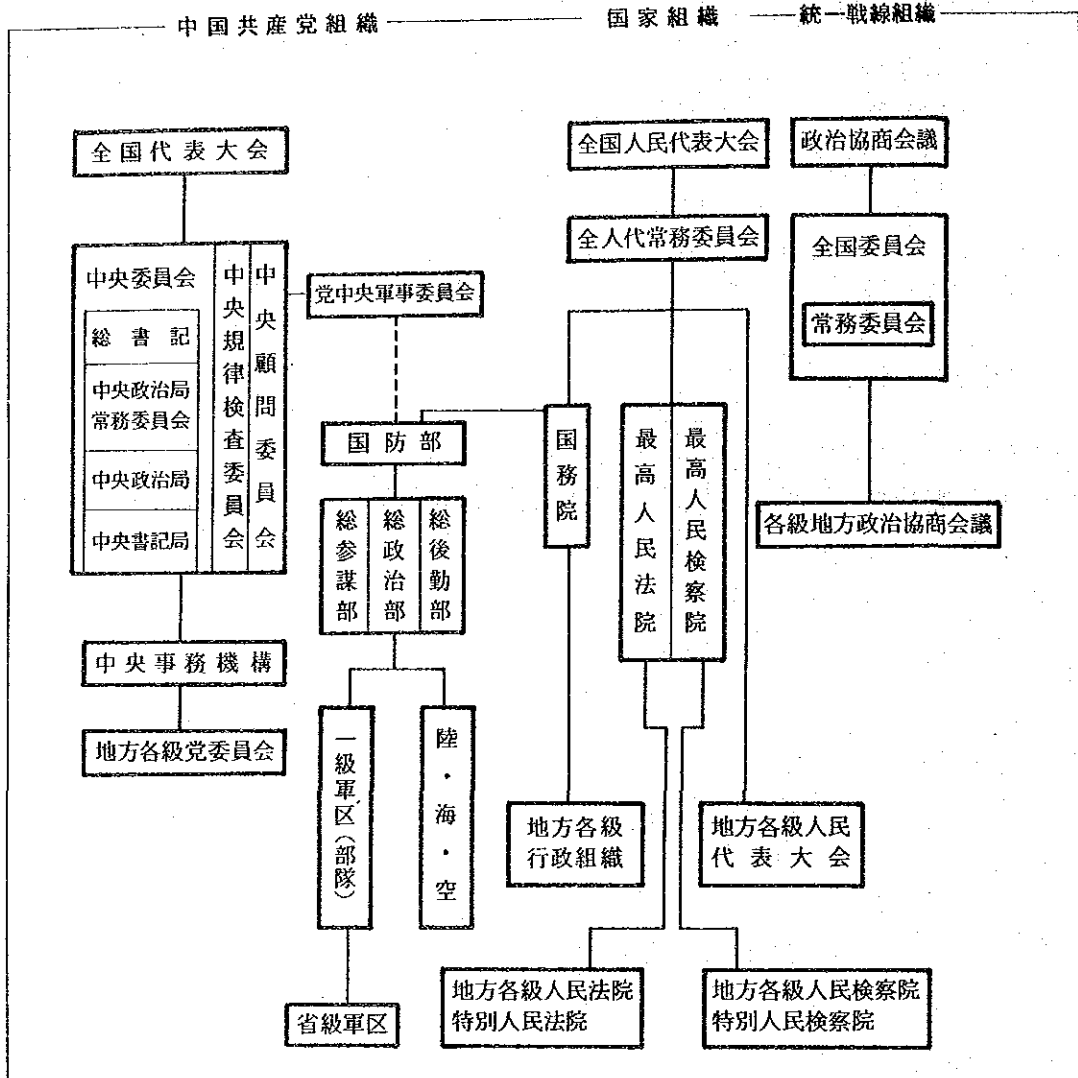 中国共産党組織
国家組織
統一戦線組織
全国代表大会
中央委員会
総書記
中央政治局
常務委員会
中央政治局
中央書記局
中央規律検査委員会
中央顧問委員会
中央事務機構
地方各級党委員会
党中央軍事委員会
国防部
総参謀部
総政治部
総後勤部
一級軍区(部隊)
陸・海・空
省級軍区
全国人民代表大会
全人代常務委員会
国務院
最高人民法院
最高人民検察院
地方各級
行政組織
地方各級人民
代表大会
地方各級人民法院
特別人民法院
地方各級人民検察院
特別人民検察院
政治協商会議
全国委員会
常務委員会
各級地方政治協商会議